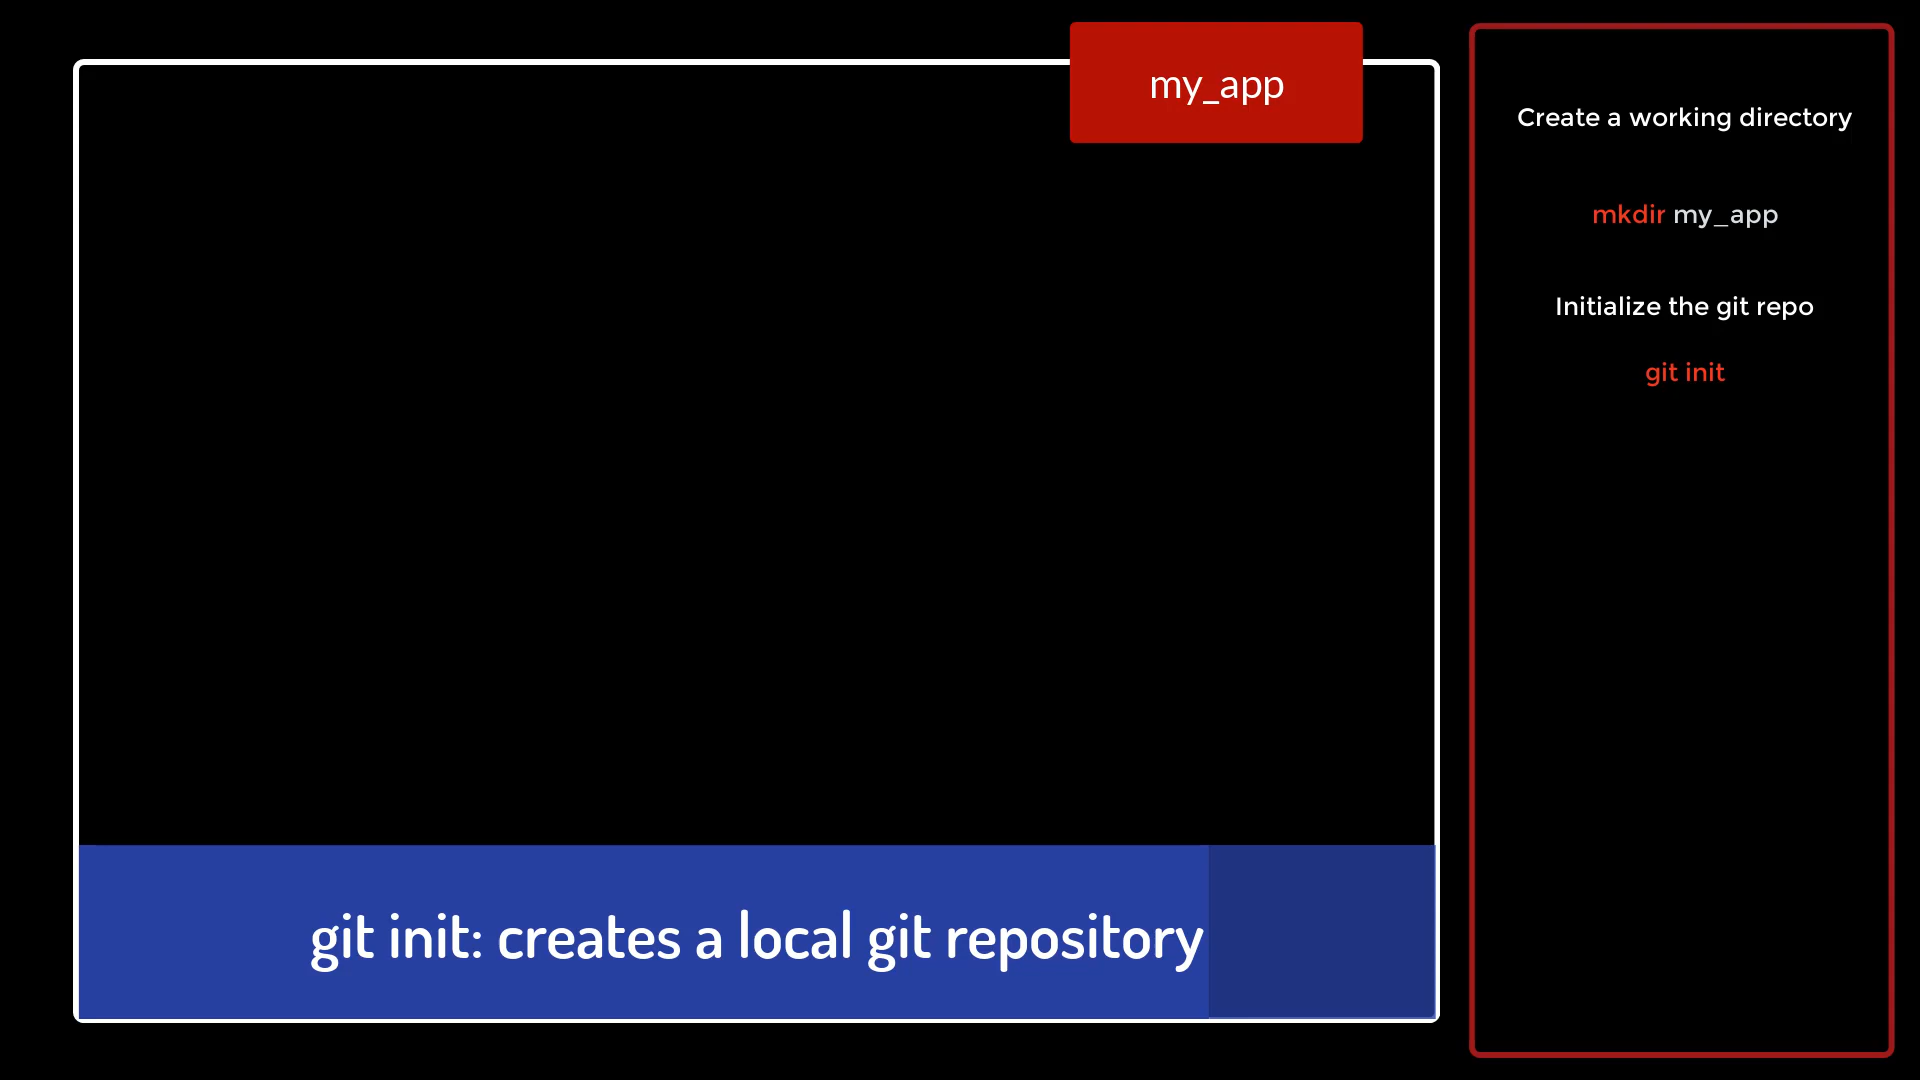 my_app
git init: creates a local git repository
Create a working directory
mkdir my_app
Initialize the git repo
git init